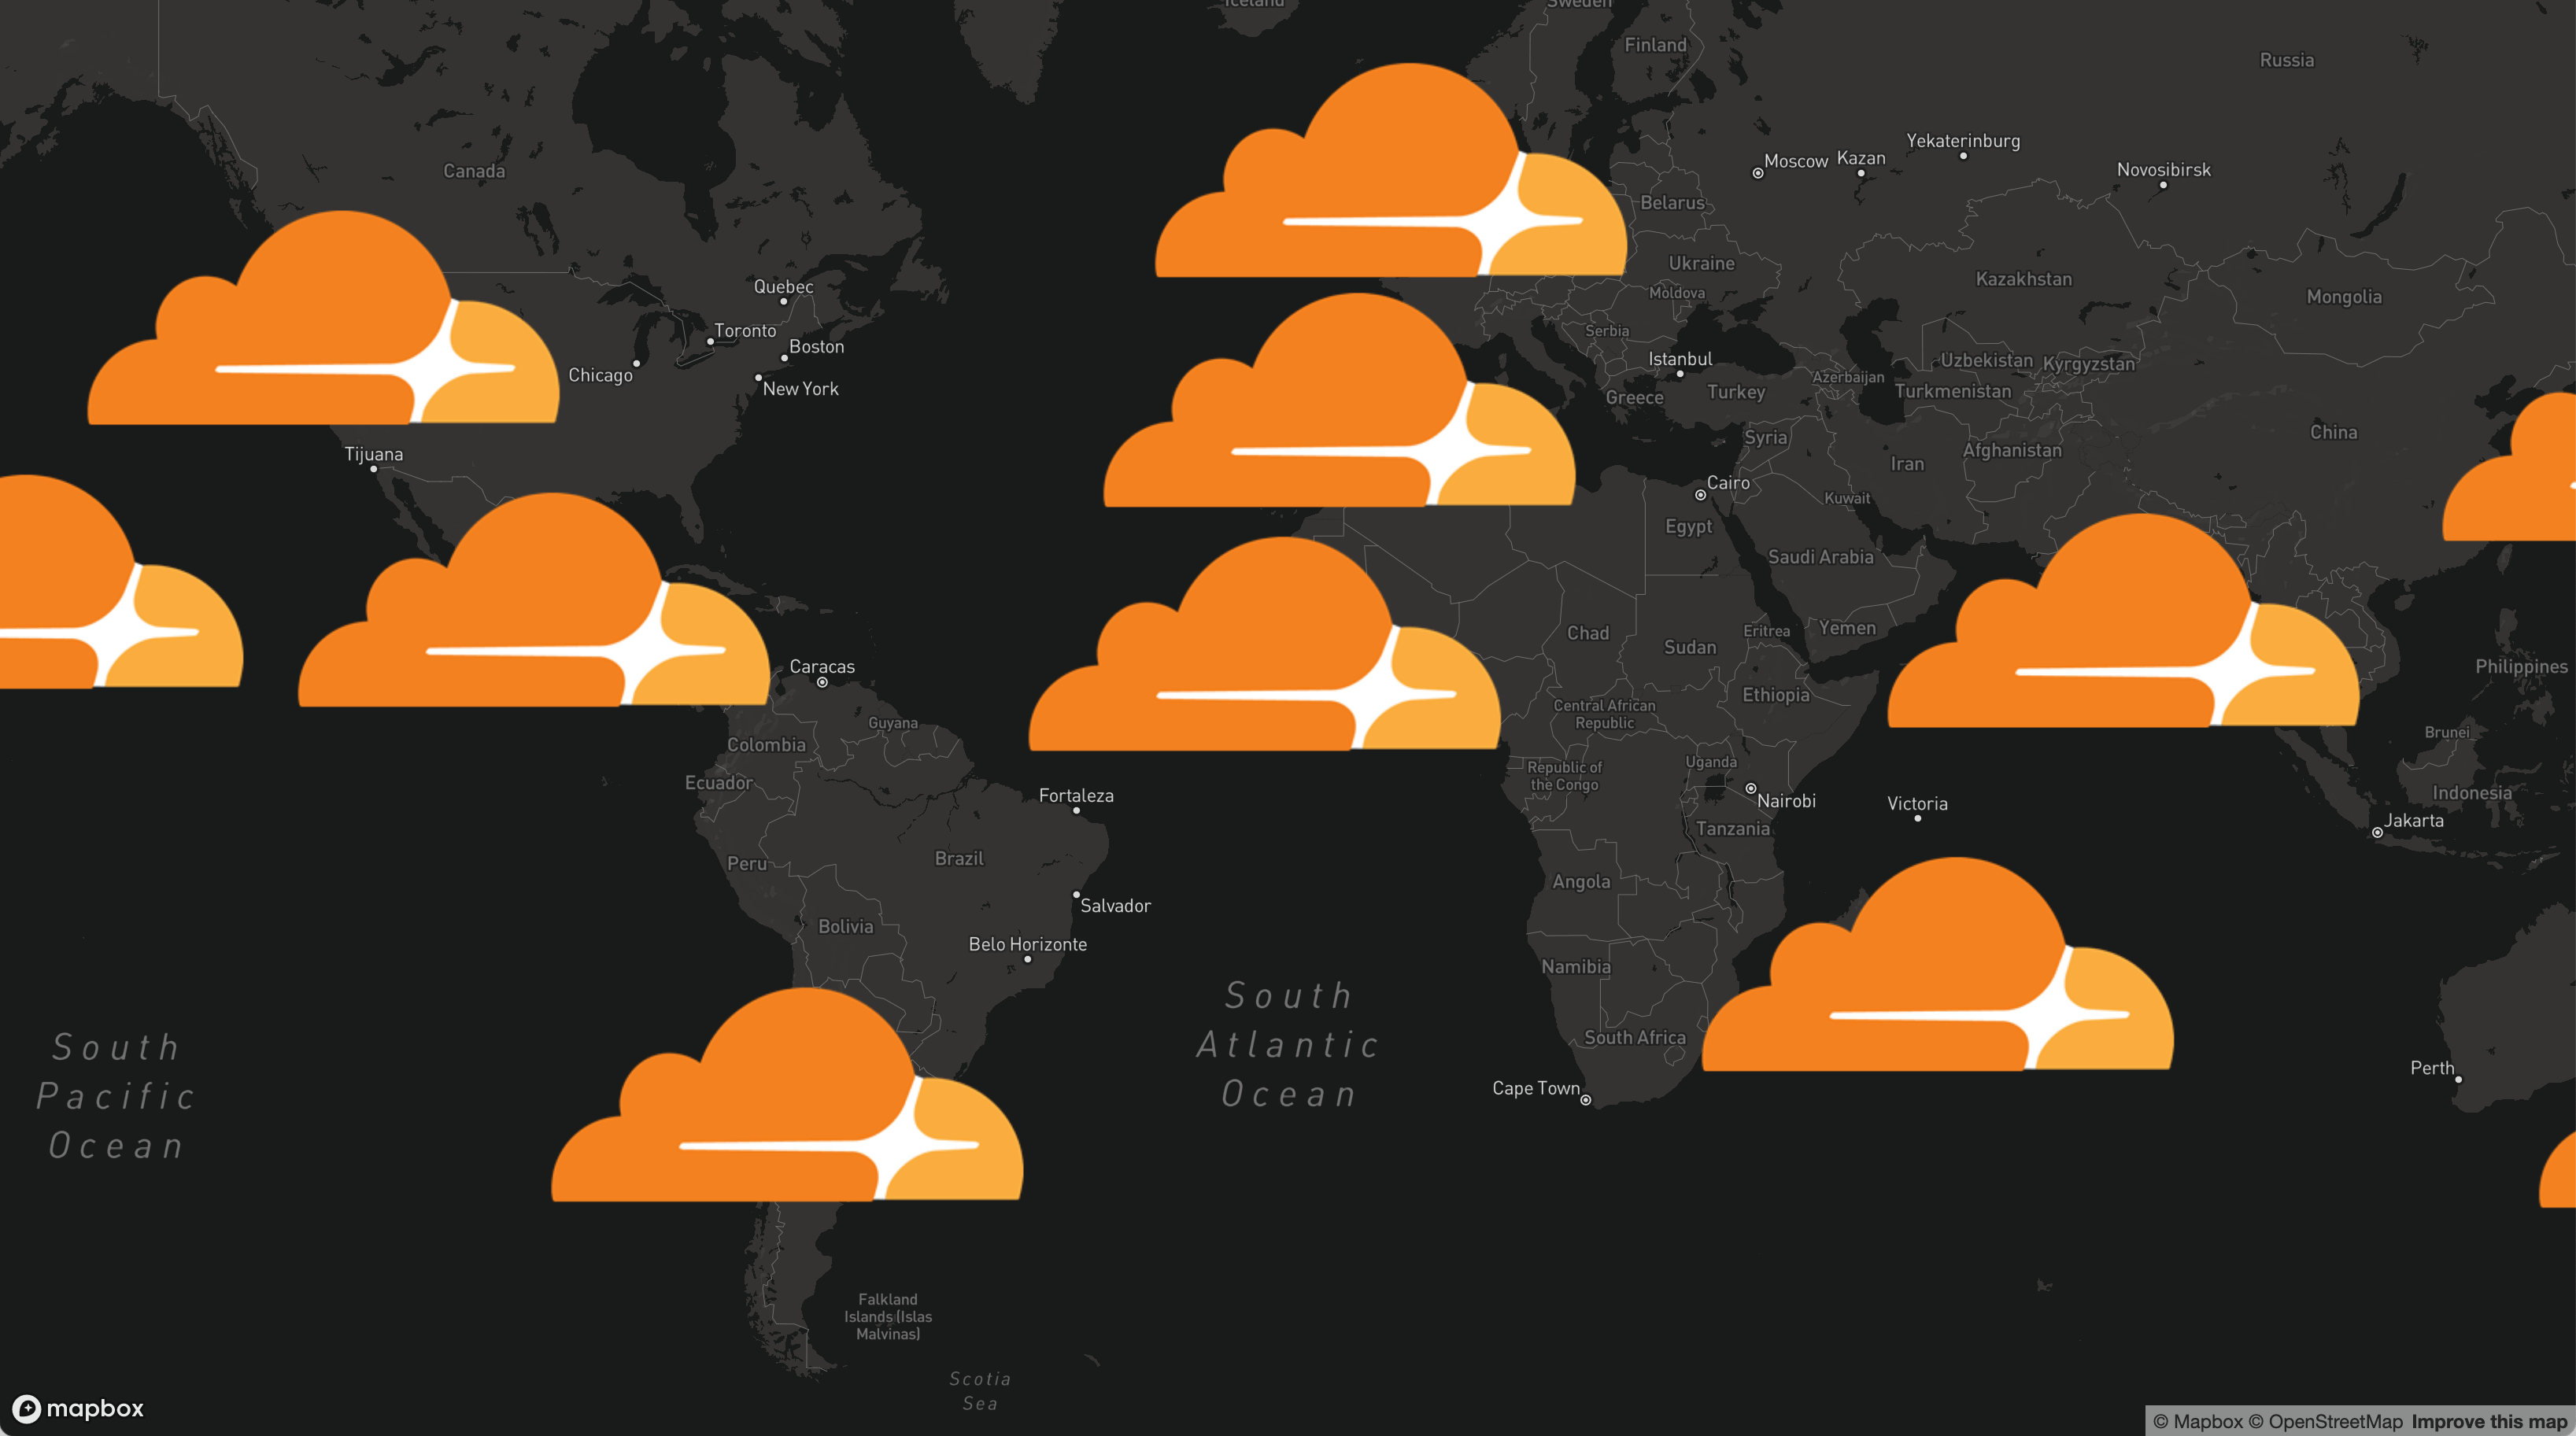 Iceland
Sweden
Finland
Russia
Canada
Moscow
Kazan
Yekaterinburg
Novosibirsk
Belarus
Ukraine
Moldova
Kazakhstan
Mongolia
Quebec
Toronto
Boston
Chicago
New York
Serbia
Istanbul
Greece
Turkey
Azerbaijan
Uzbekistan
Kyrgyzstan
Turkmenistan
Tijuana
Syria
Iran
Afghanistan
China
Cairo
Egypt
Kuwait
Saudi Arabia
Chad
Sudan
Eritrea
Yemen
Caracas
Guyana
Colombia
Ecuador
Central African
Republic
Ethiopia
Philippines
Brunei
Republic of
the Congo
Uganda
Nairobi
Victoria
Indonesia
Jakarta
Fortaleza
Tanzania
Peru
Brazil
Angola
Salvador
Bolivia
Belo Horizonte
Namibia
South
Atlantic
Ocean
South Africa
South
Pacific
Ocean
Cape Town
Perth
Falkland
Islands (Islas
Malvinas)
Scotia
Sea
mapbox
© Mapbox © OpenStreetMap Improve this map